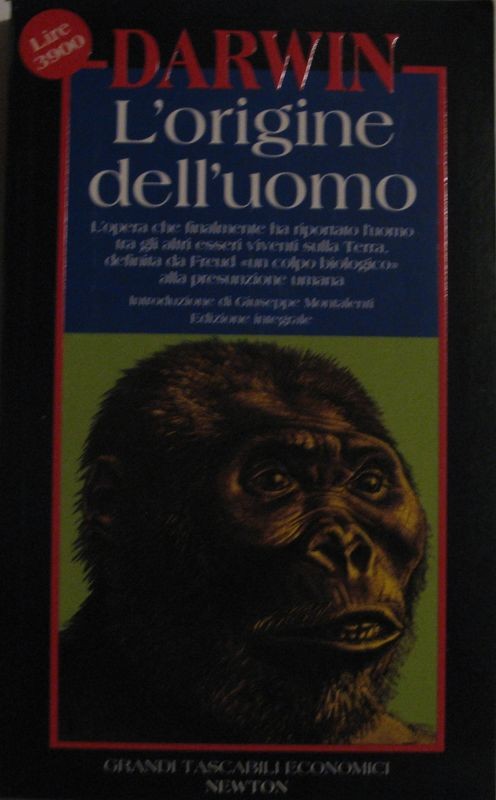 Lire
3900
DARWIN
L'origine
dell'uomo
L'opera che finalmente ha riportato l'uomo
tra gli altri esseri viventi sulla Terra,
definita da Freud «un colpo biologico»
alla presunzione umana
Introduzione di Giuseppe Montalenti
Edizione integrale
GRANDI TASCABILI ECONOMICI
NEWTON